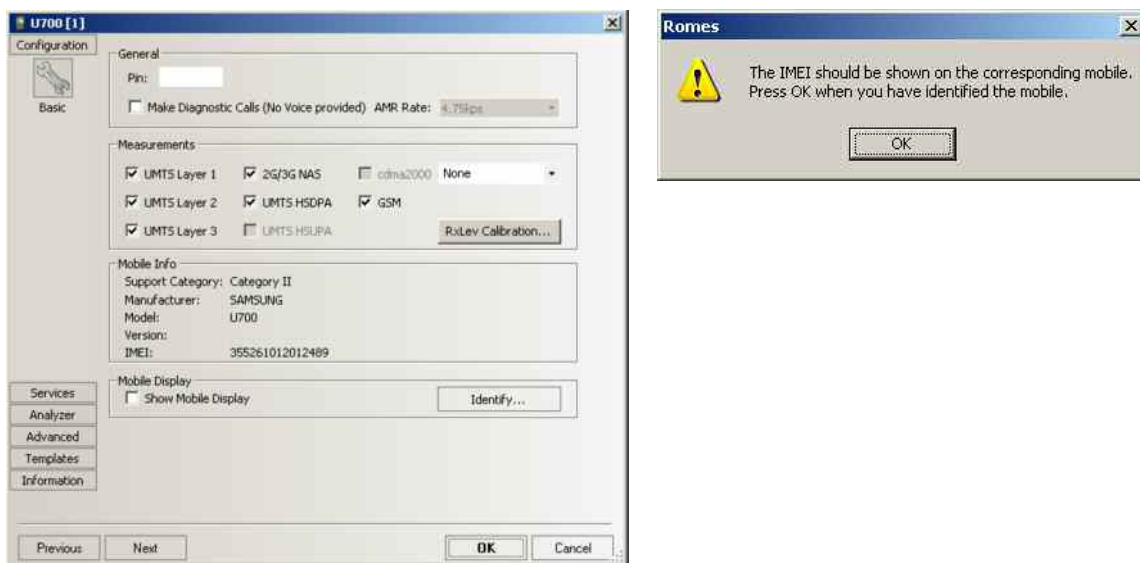 U700 [1]
Configuration
Basic
General
Pin:
Make Diagnostic Calls (No Voice provided) AMR Rate: 4.75kps
Measurements
UMTS Layer 1 2G/3G NAS cdma2000 None
UMTS Layer 2 UMTS HSDPA GSM
UMTS Layer 3 UMTS HSUPA RxLev Calibration...
Mobile Info
Support Category: Category II
Manufacturer: SAMSUNG
Model: U700
Version:
IMEI: 355261012012489
Mobile Display
Show Mobile Display Identify...
Services
Analyzer
Advanced
Templates
Information
Previous Next OK Cancel
Romes
The IMEI should be shown on the corresponding mobile.
Press OK when you have identified the mobile.
OK